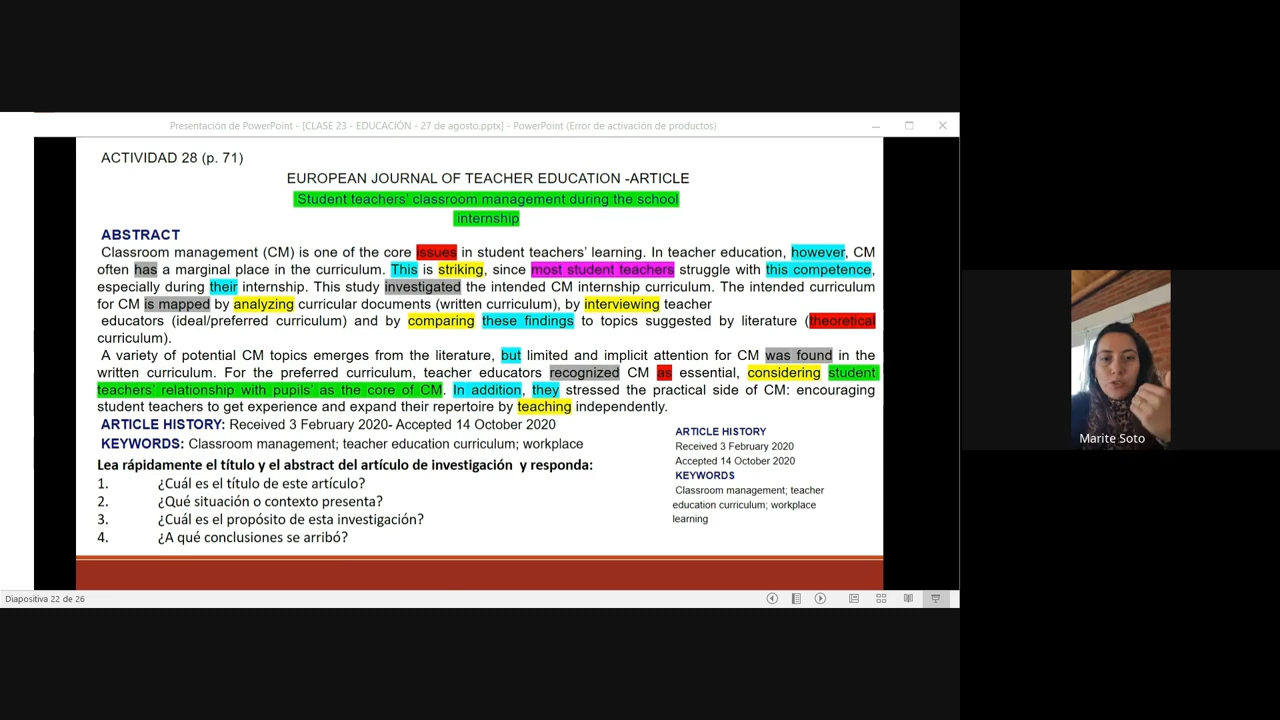 Presentación de PowerPoint - [CLASE 23 - EDUCACIÓN - 27 de agosto.pptx] - PowerPoint (Error de activación de productos)
ACTIVIDAD 28 (p. 71)
EUROPEAN JOURNAL OF TEACHER EDUCATION -ARTICLE
Student teachers' classroom management during the school
internship
ABSTRACT
Classroom management (CM) is one of the core issues in student teachers' learning. In teacher education, however, CM
often has a marginal place in the curriculum. This is striking, since most student teachers struggle with this competence,
especially during their internship. This study investigated the intended CM internship curriculum. The intended curriculum
for CM is mapped by analyzing curricular documents (written curriculum), by interviewing teacher
educators (ideal/preferred curriculum) and by comparing these findings to topics suggested by literature (theoretical
curriculum).
A variety of potential CM topics emerges from the literature, but limited and implicit attention for CM was found in the
written curriculum. For the preferred curriculum, teacher educators recognized CM as essential, considering student
teachers' relationship with pupils' as the core of CM. In addition, they stressed the practical side of CM: encouraging
student teachers to get experience and expand their repertoire by teaching independently.
ARTICLE HISTORY: Received 3 February 2020- Accepted 14 October 2020
KEYWORDS: Classroom management; teacher education curriculum; workplace
Lea rápidamente el título y el abstract del artículo de investigación y responda:
1. ¿Cuál es el título de este artículo?
2. ¿Qué situación o contexto presenta?
3. ¿Cuál es el propósito de esta investigación?
4. ¿A qué conclusiones se arribó?
ARTICLE HISTORY
Received 3 February 2020
Accepted 14 October 2020
KEYWORDS
Classroom management; teacher
education curriculum; workplace
learning
Diapositiva 22 de 26
Marite Soto